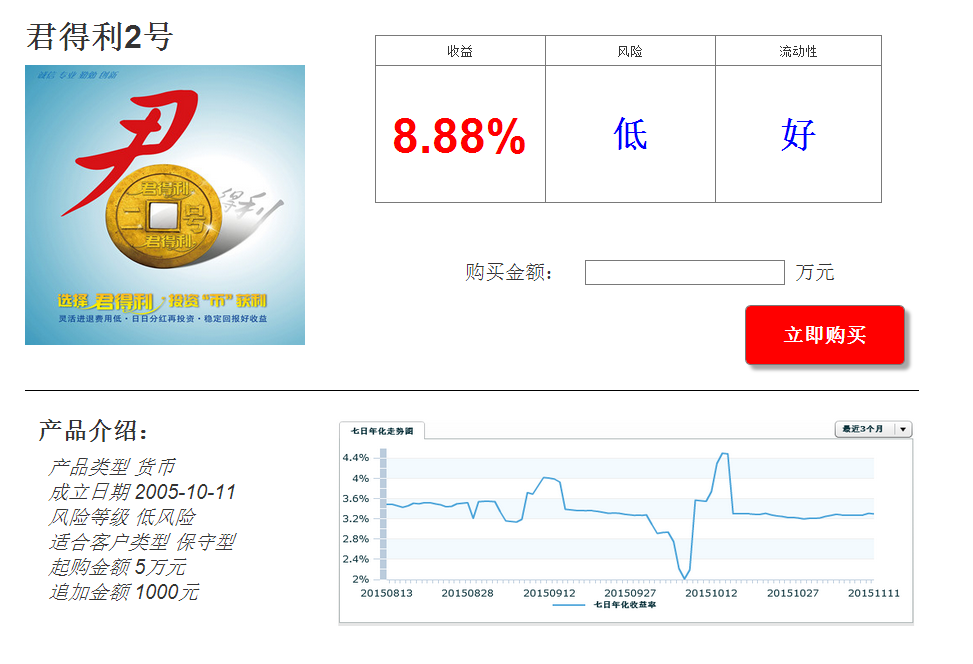 君得利2号
诚信 专业 稳健 创新
君
得利
君得利
二 号
君得利
选择 君得利 投资“币”获利
灵活进退费用低·日日分红再投资·稳定回报好收益
收益 风险 流动性
8.88% 低 好
购买金额: 万元
立即购买
产品介绍:
产品类型 货币
成立日期 2005-10-11
风险等级 低风险
适合客户类型 保守型
起购金额 5万元
追加金额 1000元
七日年化走势图 最近3个月
4.4%
4%
3.6%
3.2%
2.8%
2.4%
2%
20150813 20150828 20150912 20150927 20151012 20151027 20151111
七日年化收益率